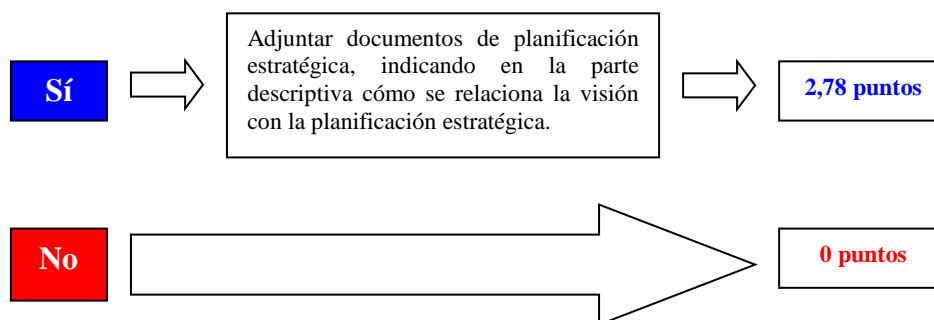 Sí
Adjuntar documentos de planificación
estratégica, indicando en la parte
descriptiva cómo se relaciona la visión
con la planificación estratégica.
2,78 puntos
No
0 puntos